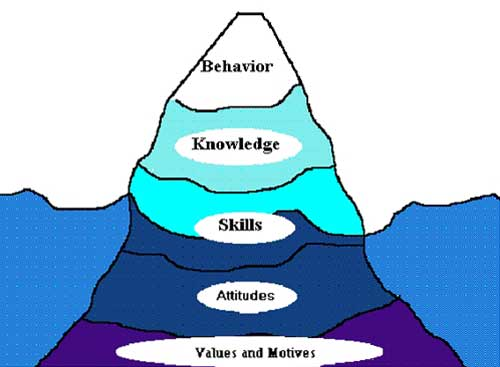 Behavior
Knowledge
Skills
Attitudes
Values and Motives